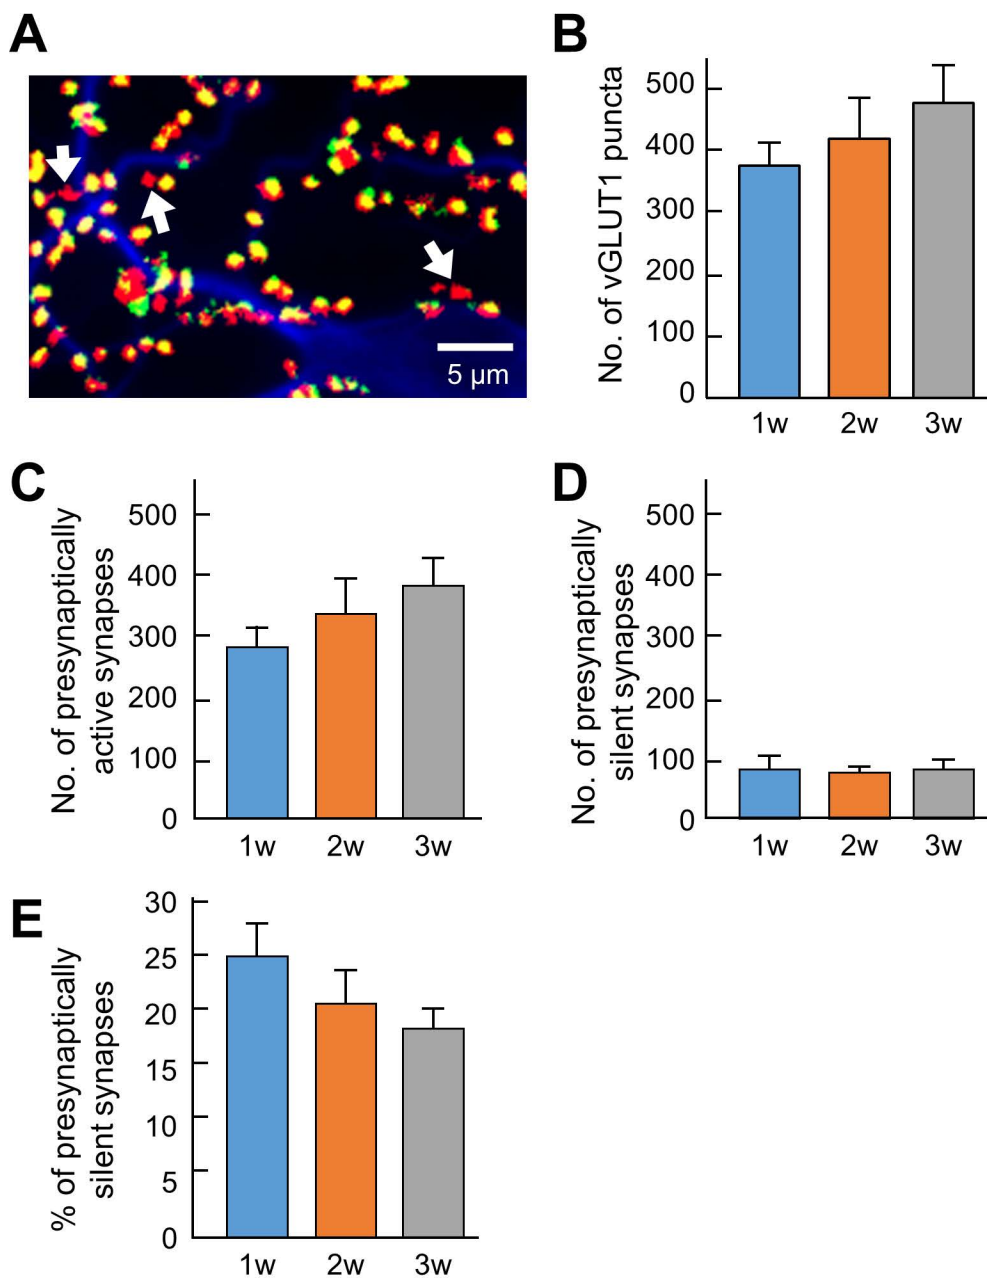 A
5 µm
B
No. of vGLUT1 puncta
500
400
300
200
100
0
1w 2w 3w
C
No. of presynaptically
active synapses
500
400
300
200
100
0
1w 2w 3w
D
No. of presynaptically
silent synapses
500
400
300
200
100
0
1w 2w 3w
E
% of presynaptically
silent synapses
30
25
20
15
10
5
0
1w 2w 3w